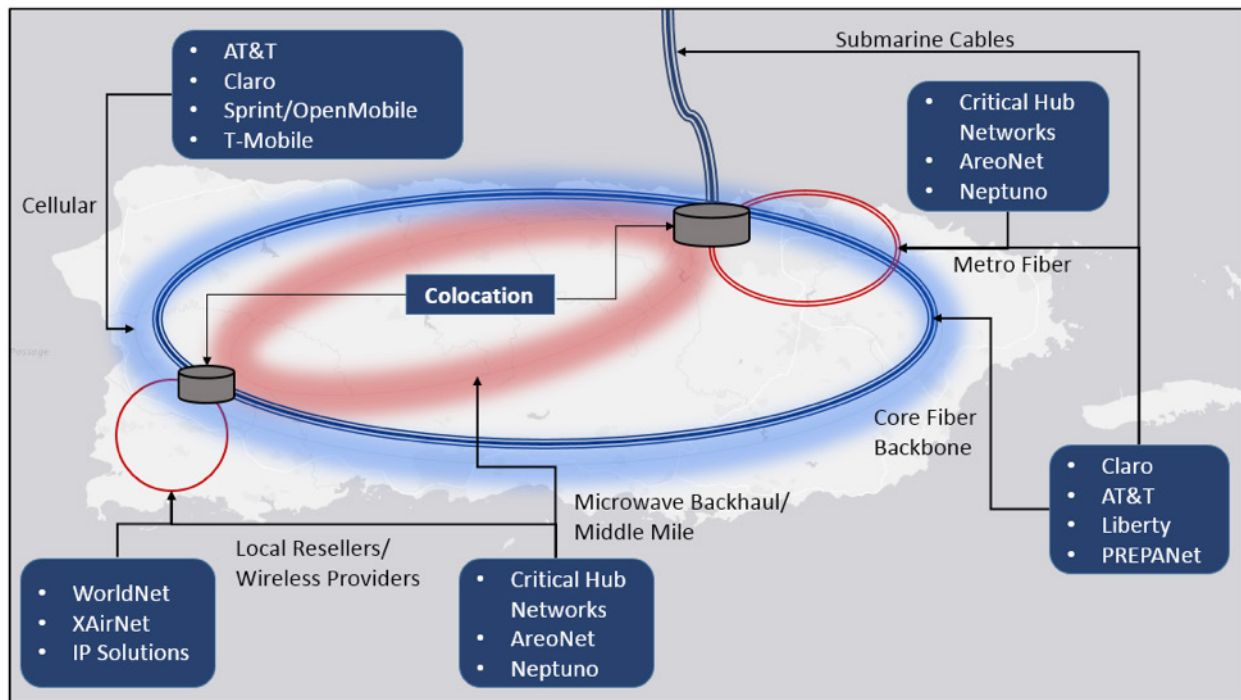 AT&T
Claro
Sprint/OpenMobile
T-Mobile
Submarine Cables
Critical Hub
Networks
AreoNet
Neptuno
Cellular
Metro Fiber
Colocation
Core Fiber
Backbone
Claro
AT&T
Liberty
PREPANet
Microwave Backhaul/
Middle Mile
Local Resellers/
Wireless Providers
WorldNet
XAirNet
IP Solutions
Critical Hub
Networks
AreoNet
Neptuno